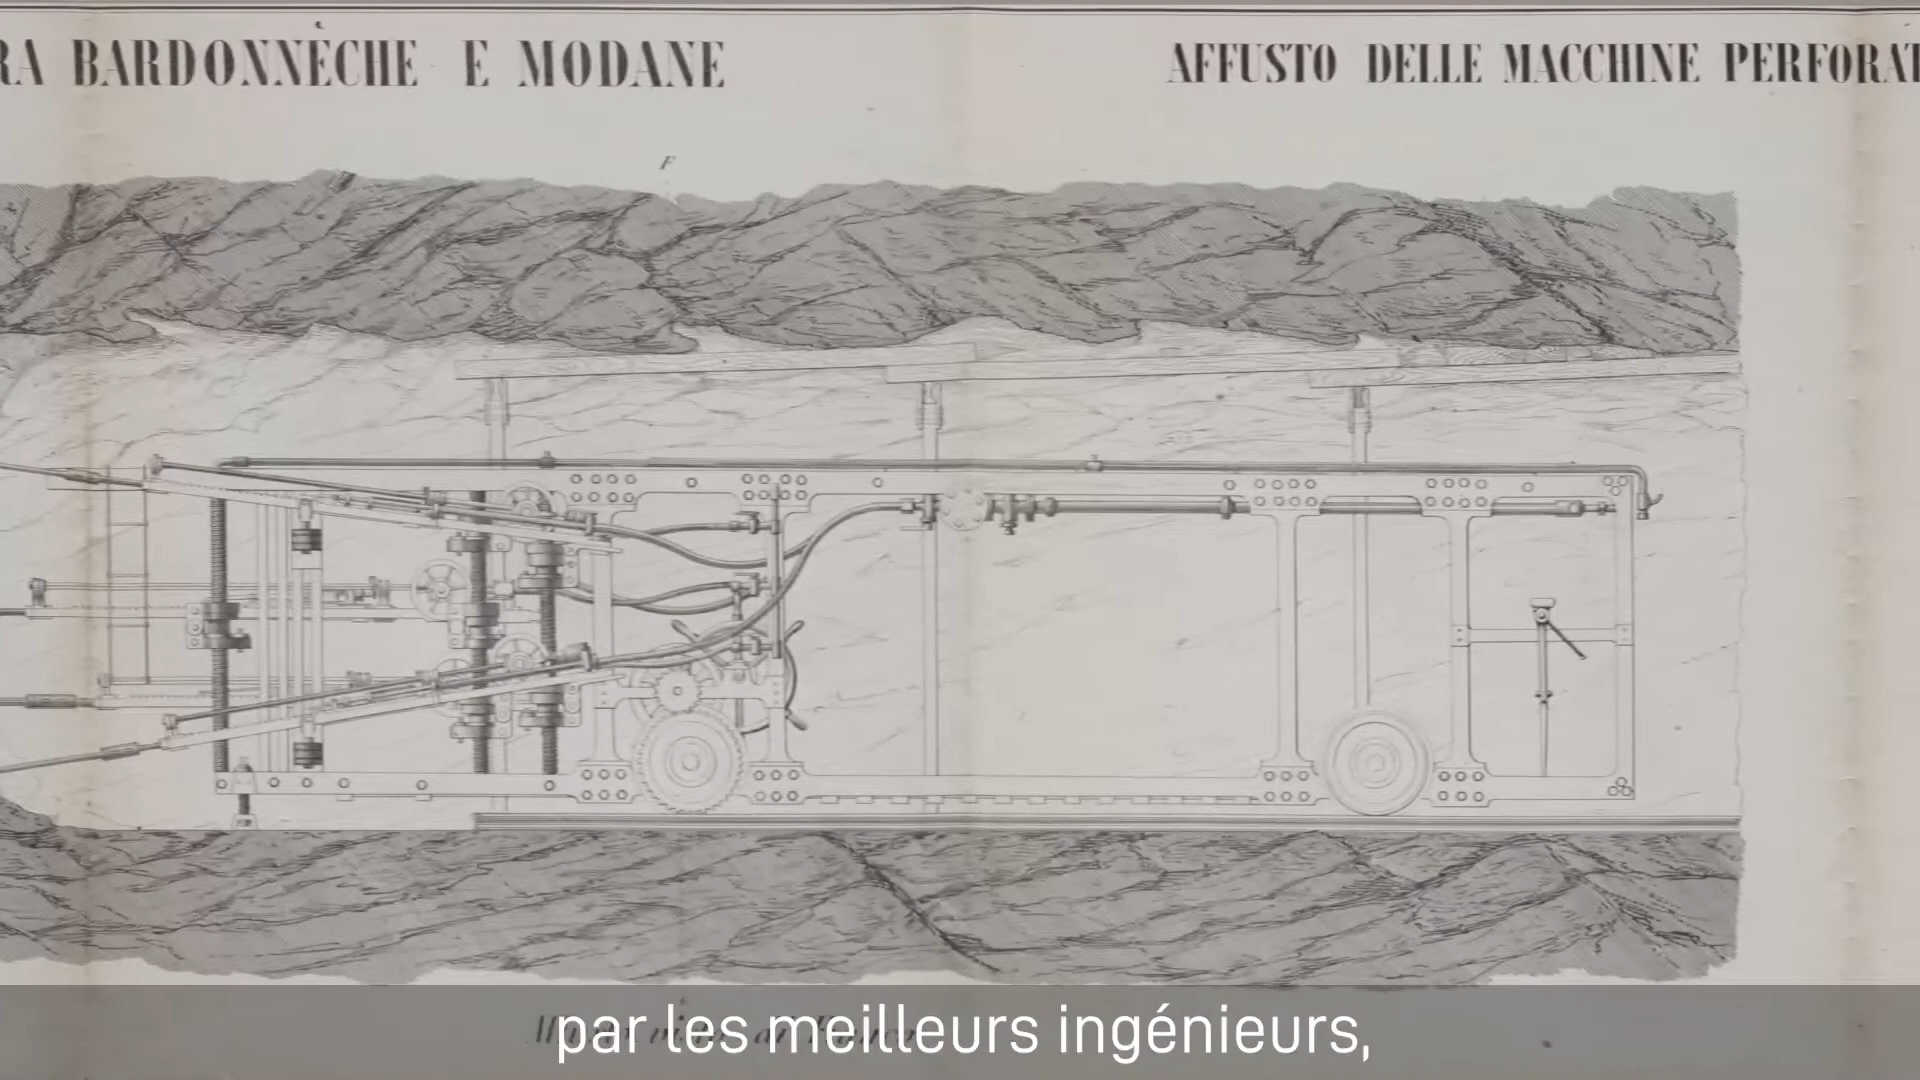 RA BARDONNÈCHE E MODANE
AFFUSTO DELLE MACCHINE PERFORAT
F
par les meilleurs ingénieurs,